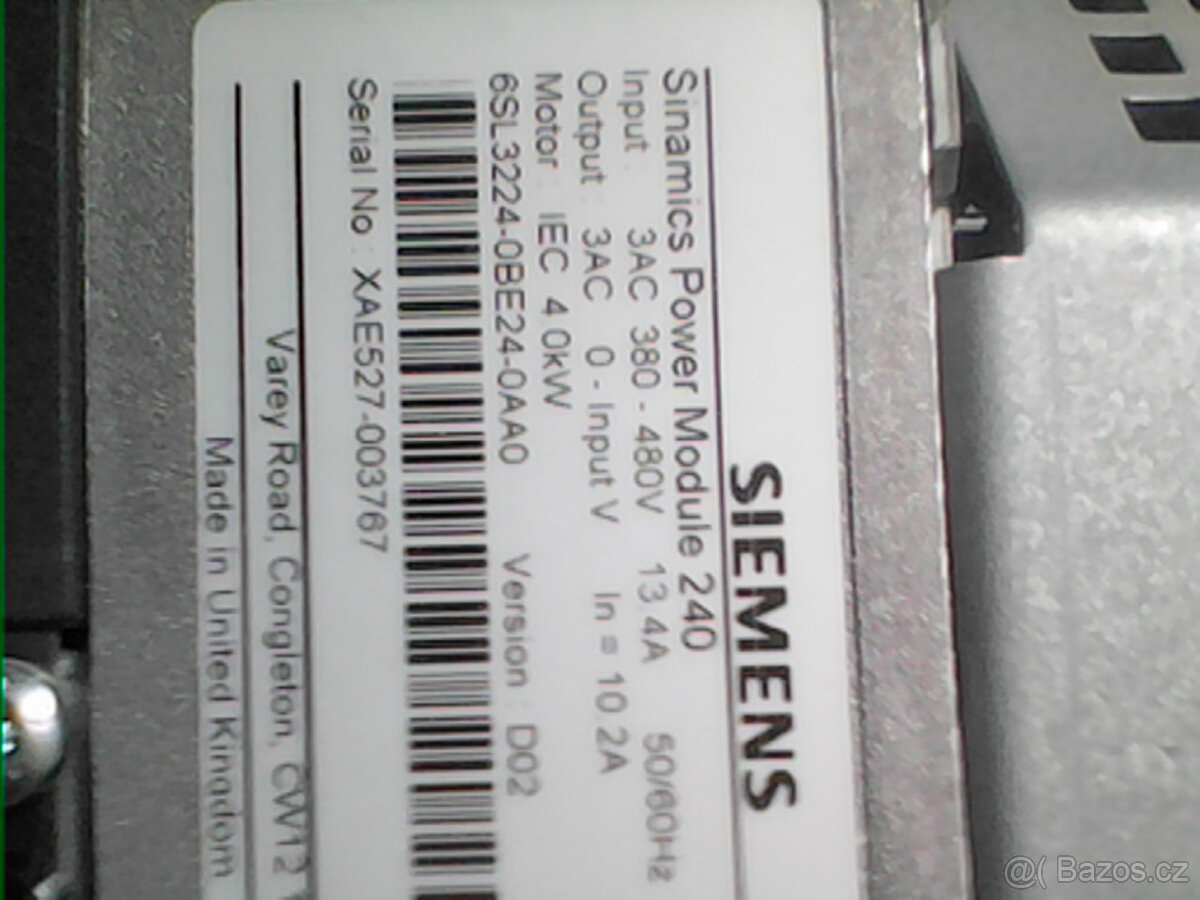 SIEMENS
Sinamics Power Module 240
Input : 3AC 380 - 480V 13.4A 50/60Hz
Output : 3AC 0 - Input V In = 10.2A
Motor : IEC 4.0kW
6SL3224-0BE24-0AA0 Version : D02
Serial No : XAE527-003767
Varey Road, Congleton, CW12
Made in United Kingdom
@( Bazoš.cz